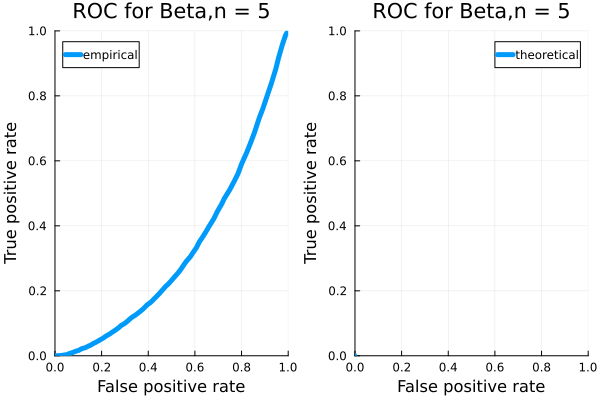 ROC for Beta,n = 5
1.0
0.8
0.6
0.4
0.2
0.0
True positive rate
empirical
0.0 0.2 0.4 0.6 0.8 1.0
False positive rate
ROC for Beta,n = 5
1.0
0.8
0.6
0.4
0.2
0.0
True positive rate
theoretical
0.0 0.2 0.4 0.6 0.8 1.0
False positive rate